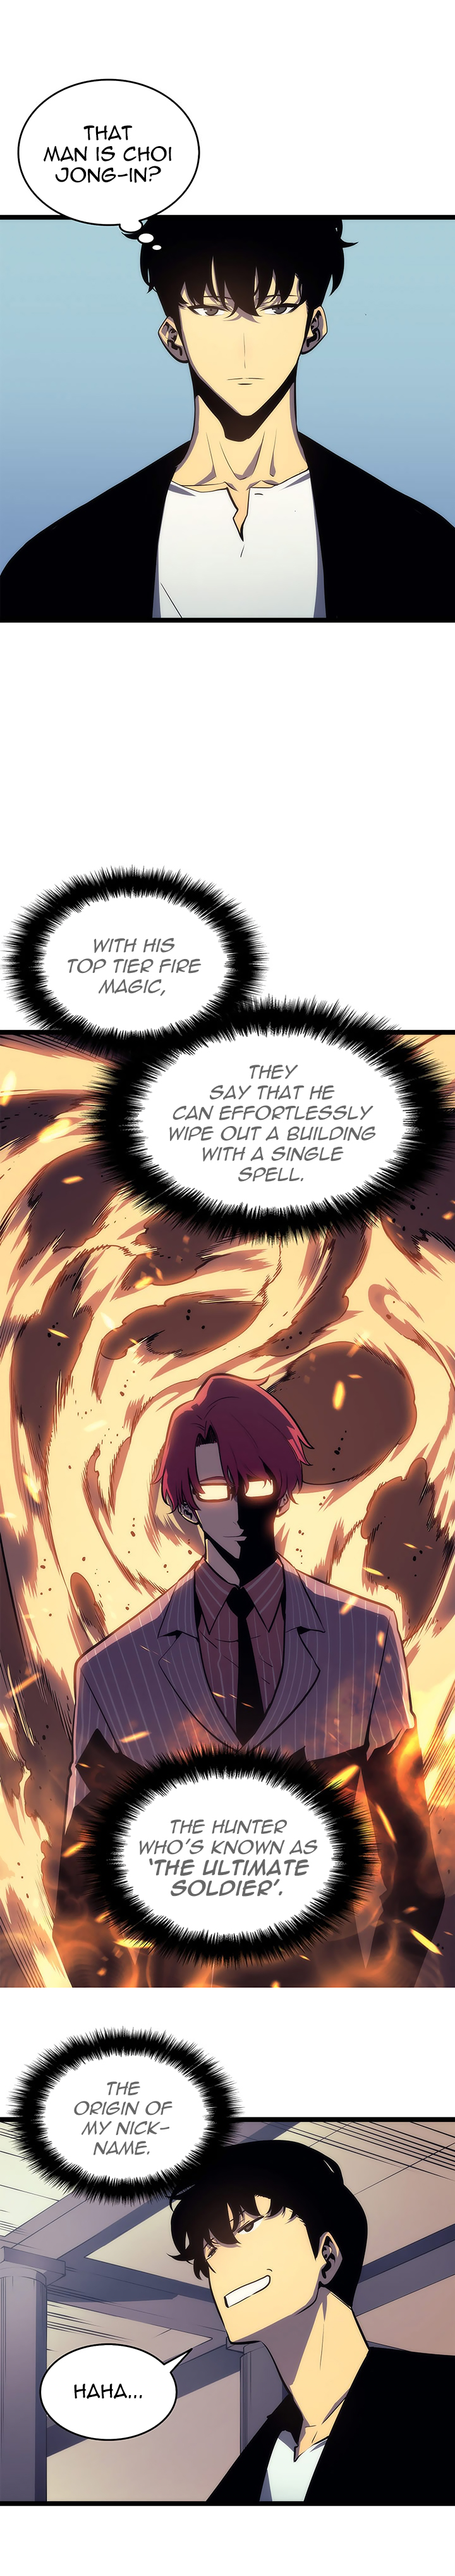 THAT
MAN IS CHOI
JONG-IN?
WITH HIS
TOP TIER FIRE
MAGIC,
THEY
SAY THAT HE
CAN EFFORTLESSLY
WIPE OUT A BUILDING
WITH A SINGLE
SPELL.
THE HUNTER
WHO'S KNOWN AS
'THE ULTIMATE
SOLDIER'.
THE
ORIGIN OF
MY NICK-
NAME.
HAHA...